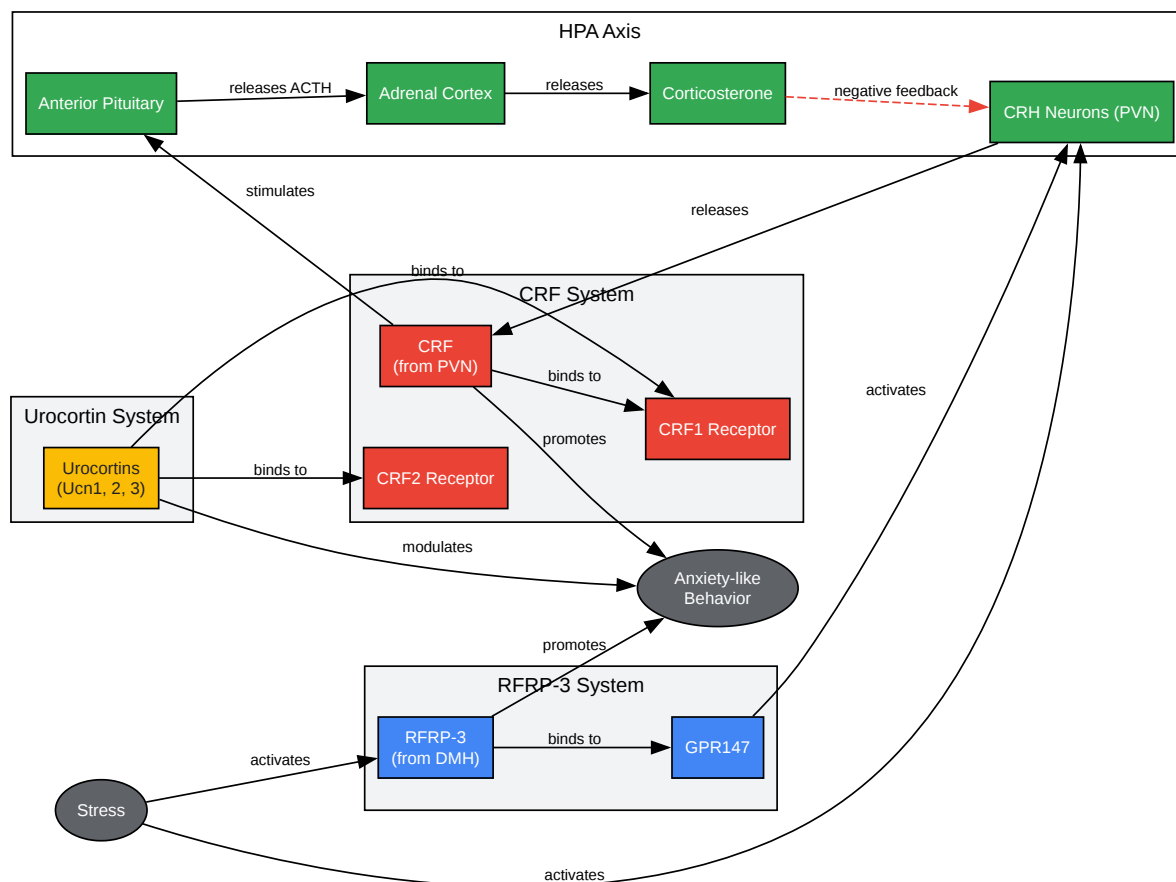 HPA Axis
Anterior Pituitary
releases ACTH
Adrenal Cortex
releases
Corticosterone
negative feedback
CRH Neurons (PVN)
stimulates
releases
binds to
CRF System
CRF
(from PVN)
binds to
CRF1 Receptor
promotes
Urocortin System
Urocortins
(Ucn1, 2, 3)
binds to
CRF2 Receptor
activates
modulates
Anxiety-like
Behavior
promotes
RFRP-3 System
RFRP-3
(from DMH)
binds to
GPR147
activates
Stress
activates